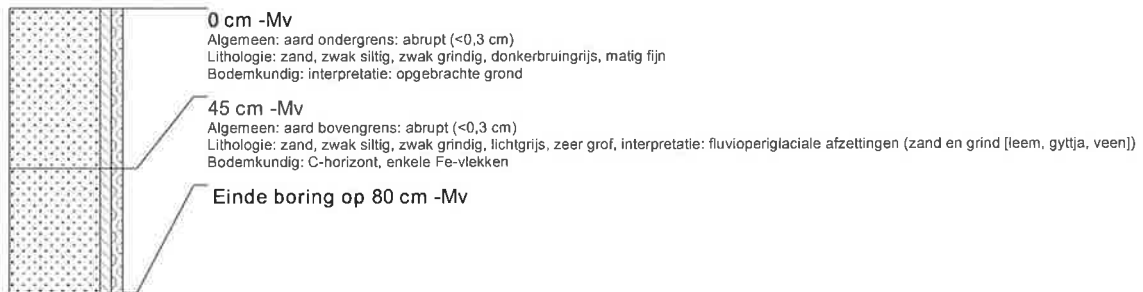 0 cm -Mv
Algemeen: aard ondergrens: abrupt (<0,3 cm)
Lithologie: zand, zwak siltig, zwak grindig, donkerbruingrijs, matig fijn
Bodemkundig: interpretatie: opgebrachte grond
45 cm -Mv
Algemeen: aard bovengrens: abrupt (<0,3 cm)
Lithologie: zand, zwak siltig, zwak grindig, lichtgrijs, zeer grof, interpretatie: fluvioperiglaciale afzettingen (zand en grind [leem, gyttja, veen])
Bodemkundig: C-horizont, enkele Fe-vlekken
Einde boring op 80 cm -Mv